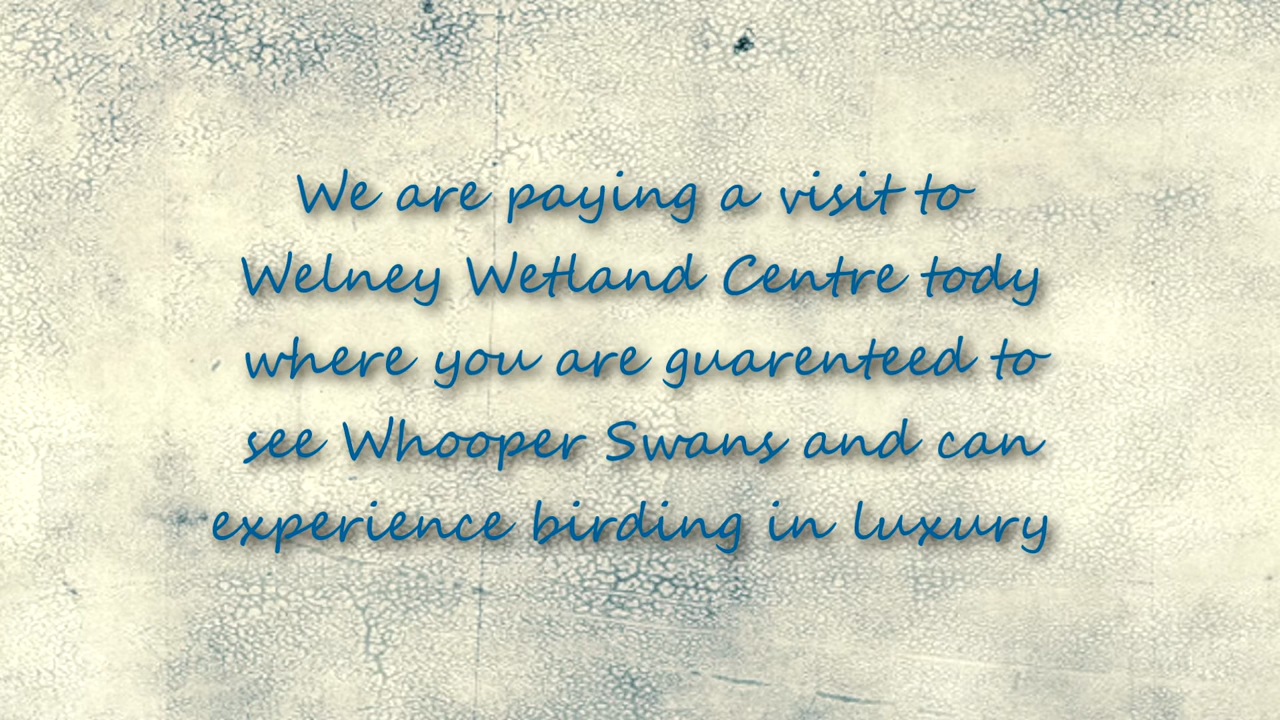 We are paying a visit to
Welney Wetland Centre tody
where you are guarenteed to
see Whooper Swans and can
experience birding in luxury